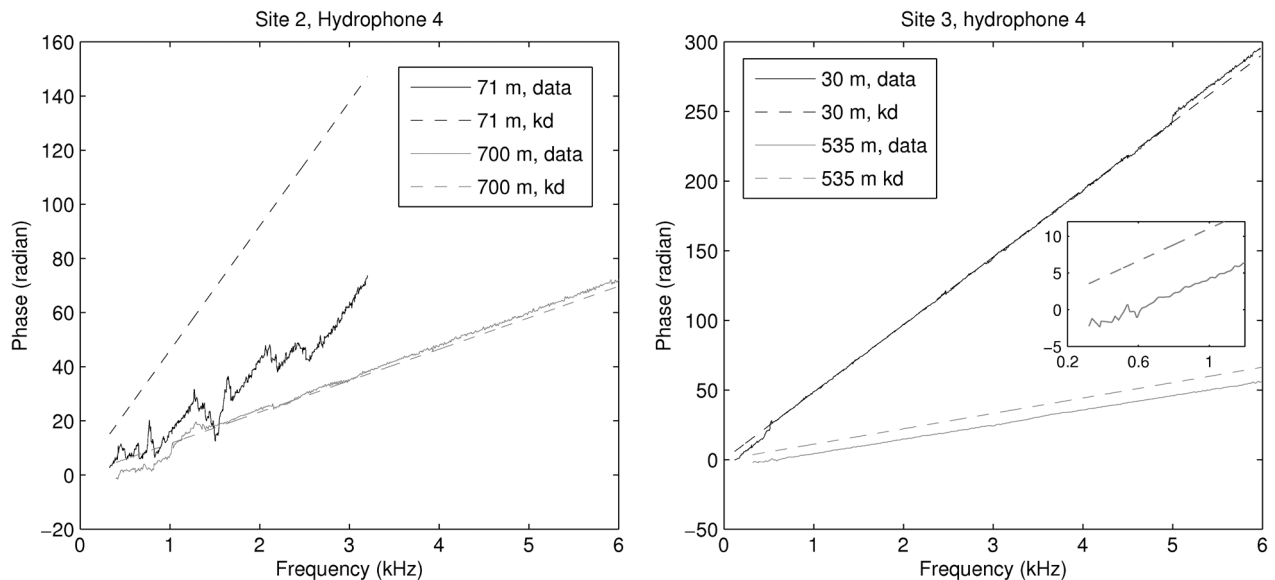 Site 2, Hydrophone 4
160
140
120
100
80
60
40
20
0
−20
0
1
2
3
4
5
6
Phase (radian)
Frequency (kHz)
71 m, data
71 m, kd
700 m, data
700 m, kd
Site 3, hydrophone 4
300
250
200
150
100
50
0
−50
0
1
2
3
4
5
6
Phase (radian)
Frequency (kHz)
30 m, data
30 m, kd
535 m, data
535 m kd
10
5
0
−5
0.2
0.6
1